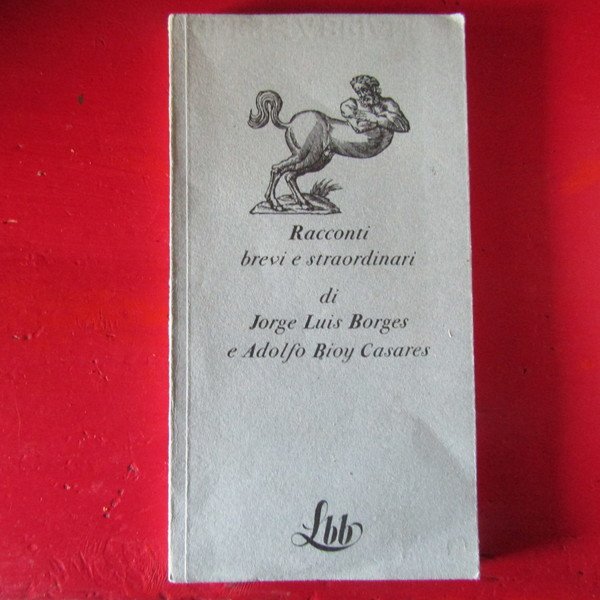 Racconti
brevi e straordinari
di
Jorge Luis Borges
e Adolfo Bioy Casares
Lbb